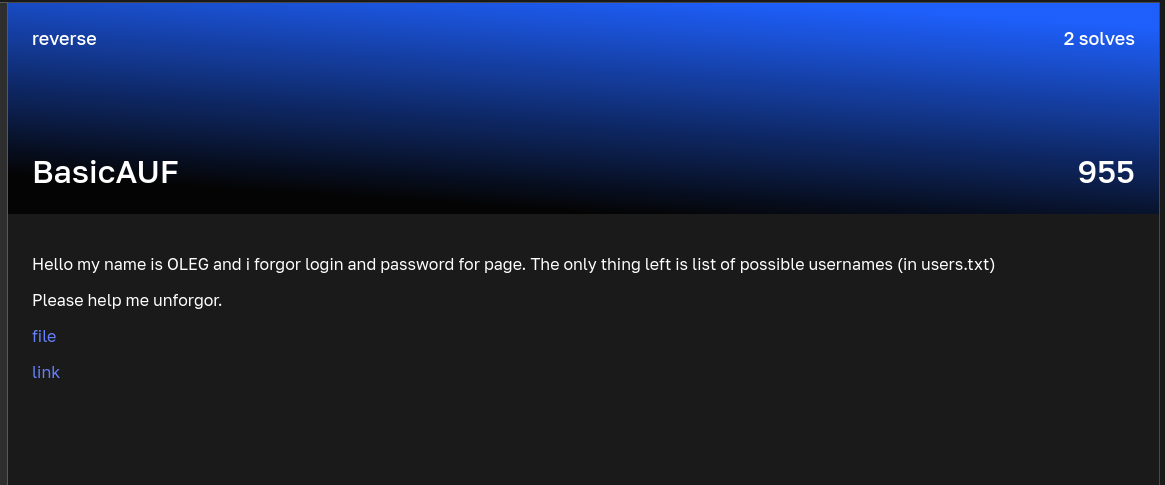 reverse
2 solves
BasicAUF
955
Hello my name is OLEG and i forgor login and password for page. The only thing left is list of possible usernames (in users.txt)
Please help me unforgor.
file
link